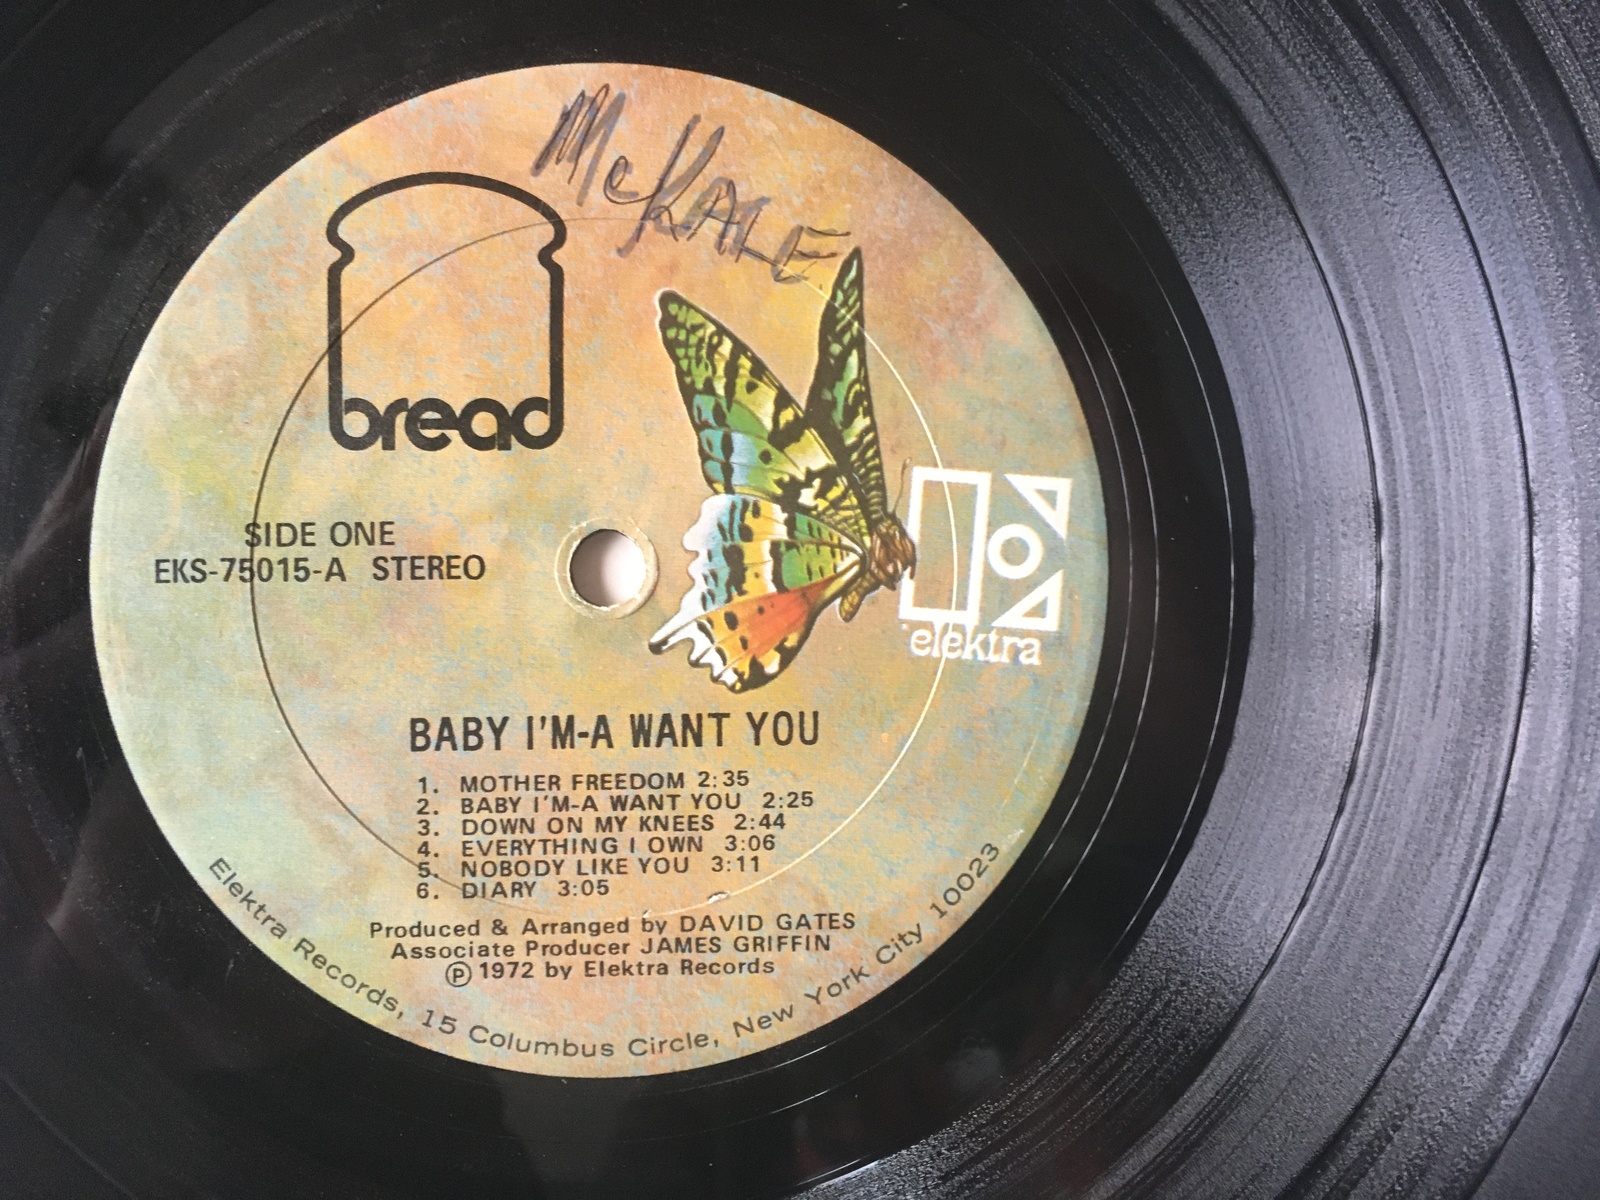 McKALE
bread
SIDE ONE
EKS-75015-A STEREO
elektra
BABY I'M-A WANT YOU
1. MOTHER FREEDOM 2:35
2. BABY I'M-A WANT YOU 2:25
3. DOWN ON MY KNEES 2:44
4. EVERYTHING I OWN 3:06
5. NOBODY LIKE YOU 3:11
6. DIARY 3:05
Produced & Arranged by DAVID GATES
Associate Producer JAMES GRIFFIN
Ⓟ 1972 by Elektra Records
Elektra Records, 15 Columbus Circle, New York City 10023